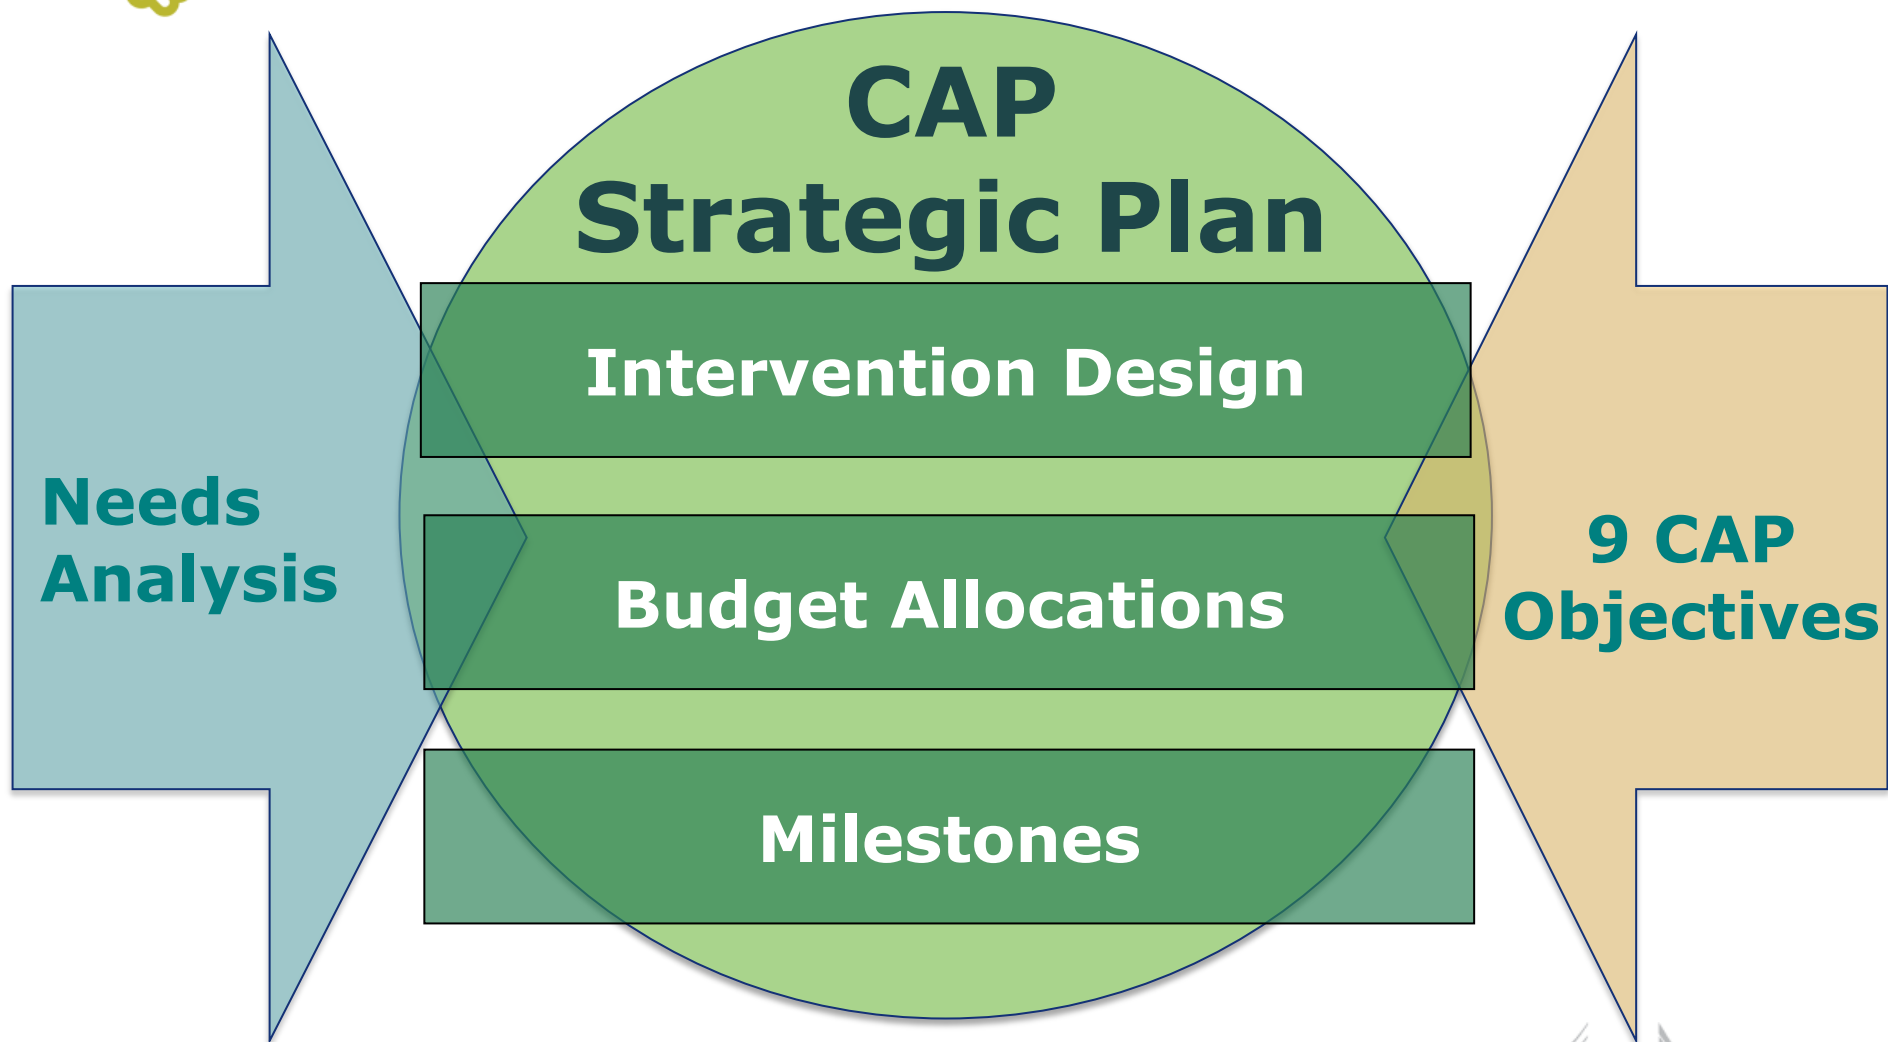 CAP
Strategic Plan
Intervention Design
Needs
Analysis
Budget Allocations
9 CAP
Objectives
Milestones